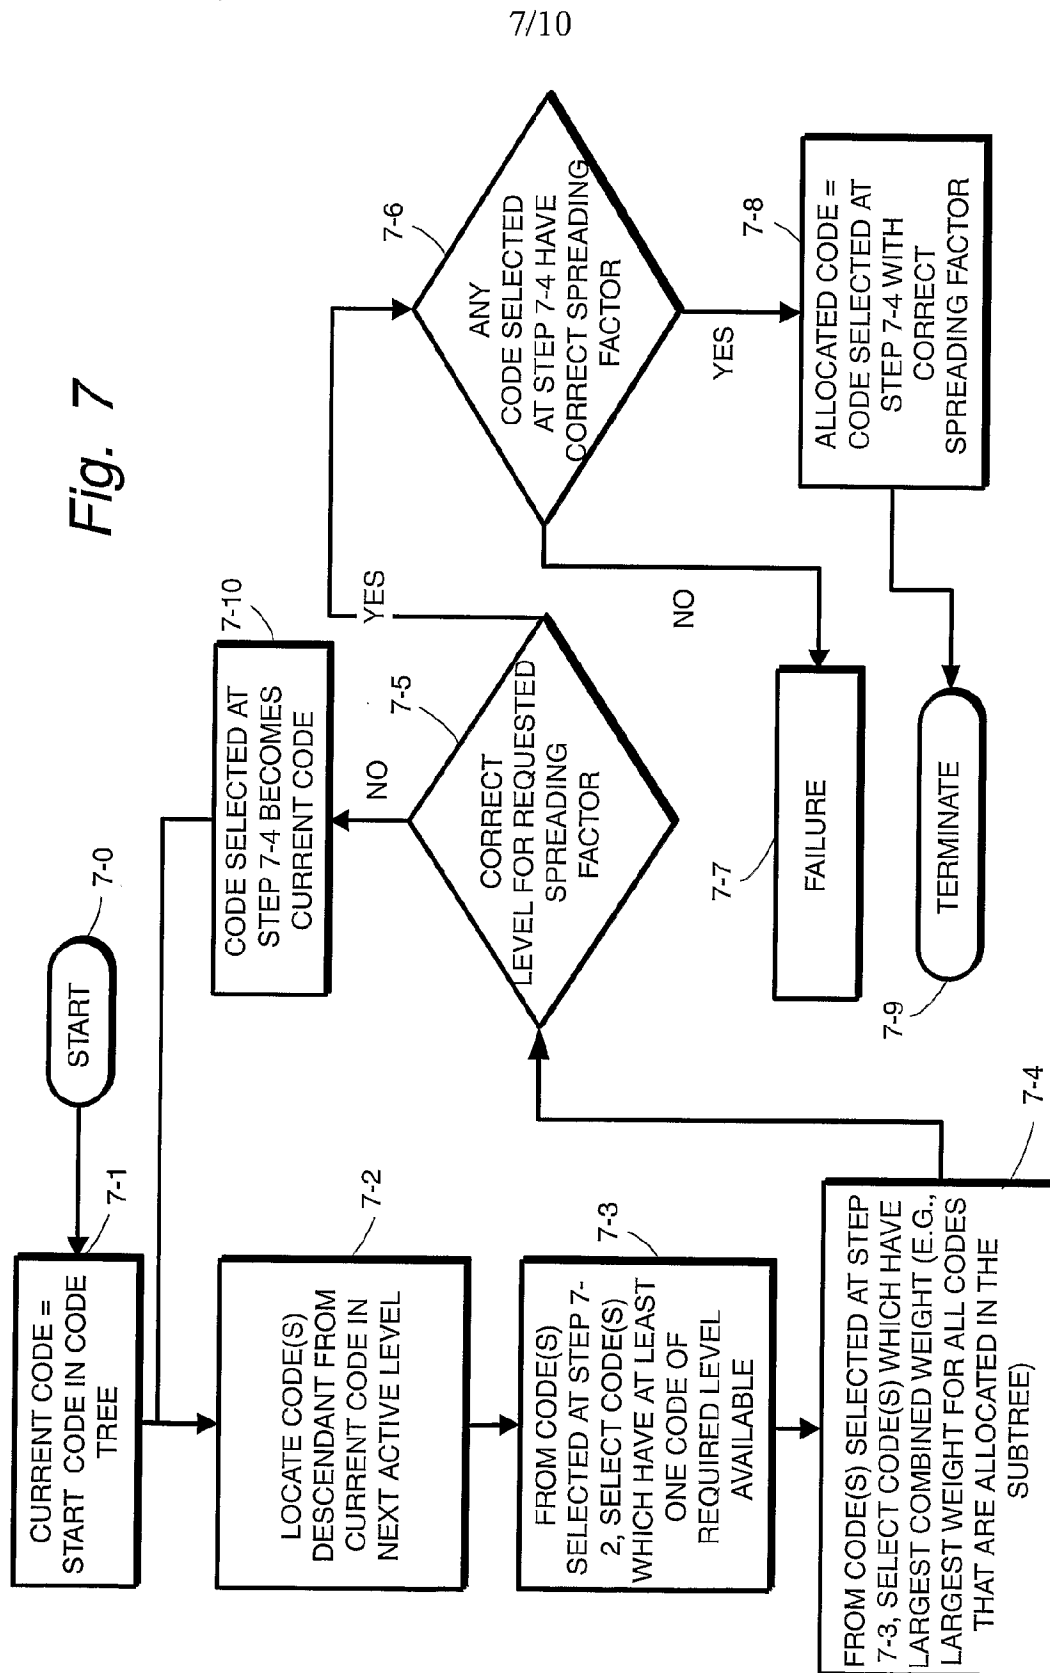 7/10
Fig. 7
START
7-0
CURRENT CODE =
START CODE IN CODE
TREE
7-1
LOCATE CODE(S)
DESCENDANT FROM
CURRENT CODE IN
NEXT ACTIVE LEVEL
7-2
FROM CODE(S)
SELECTED AT STEP 7-
2, SELECT CODE(S)
WHICH HAVE AT LEAST
ONE CODE OF
REQUIRED LEVEL
AVAILABLE
7-3
FROM CODE(S) SELECTED AT STEP
7-3, SELECT CODE(S) WHICH HAVE
LARGEST COMBINED WEIGHT (E.G.,
LARGEST WEIGHT FOR ALL CODES
THAT ARE ALLOCATED IN THE
SUBTREE)
7-4
CORRECT
LEVEL FOR REQUESTED
SPREADING
FACTOR
7-5
NO
YES
CODE SELECTED AT
STEP 7-4 BECOMES
CURRENT CODE
7-10
ANY
CODE SELECTED
AT STEP 7-4 HAVE
CORRECT SPREADING
FACTOR
7-6
NO
YES
FAILURE
7-7
ALLOCATED CODE =
CODE SELECTED AT
STEP 7-4 WITH
CORRECT
SPREADING FACTOR
7-8
TERMINATE
7-9